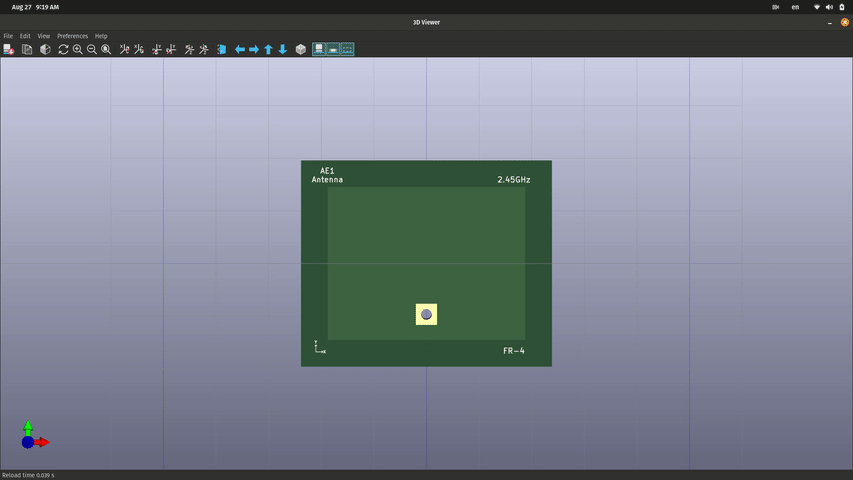 Aug 27 9:19 AM
en
3D Viewer
File Edit View Preferences Help
AE1
Antenna
2.45GHz
FR-4
Reload time 0.039 s